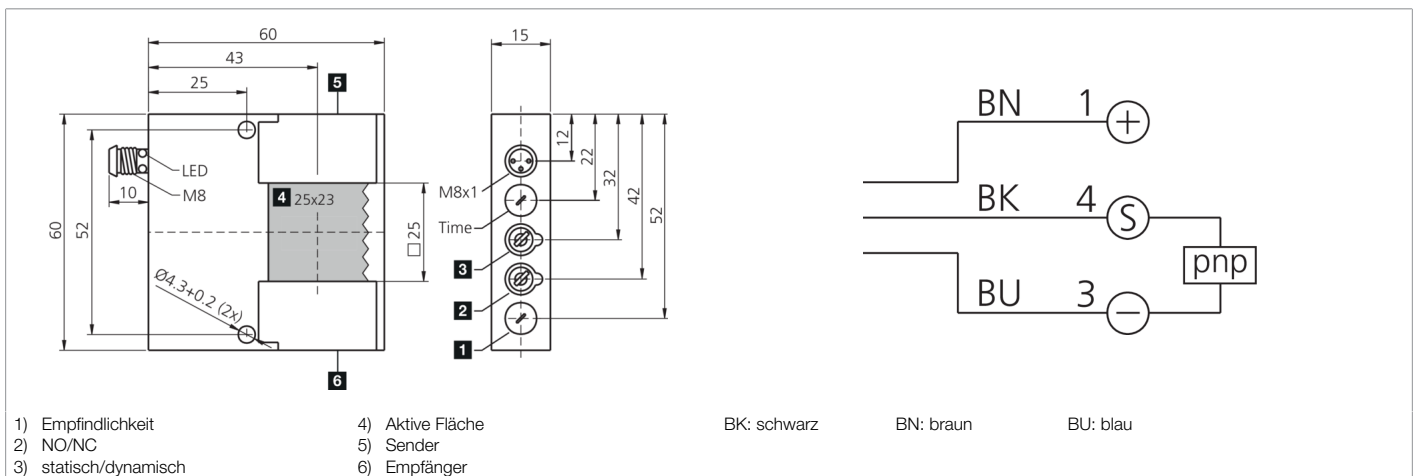 60
43
25
5
LED
M8
10
4 25x23
60
52
□ 25
Ø4.3+0.2 (2x)
6
15
12
22
32
42
52
M8x1
Time
3
2
1
BN 1 +
BK 4 S
pnp
BU 3 −
1) Empfindlichkeit
2) NO/NC
3) statisch/dynamisch
4) Aktive Fläche
5) Sender
6) Empfänger
BK: schwarz BN: braun BU: blau